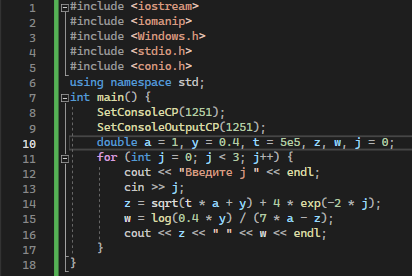 1 #include <iostream>
2 #include <iomanip>
3 #include <Windows.h>
4 #include <stdio.h>
5 #include <conio.h>
6 using namespace std;
7 int main() {
8 SetConsoleCP(1251);
9 SetConsoleOutputCP(1251);
10 double a = 1, y = 0.4, t = 5e5, z, w, j = 0;
11 for (int j = 0; j < 3; j++) {
12 cout << "Введите j " << endl;
13 cin >> j;
14 z = sqrt(t * a + y) + 4 * exp(-2 * j);
15 w = log(0.4 * y) / (7 * a - z);
16 cout << z << " " << w << endl;
17 }
18 }